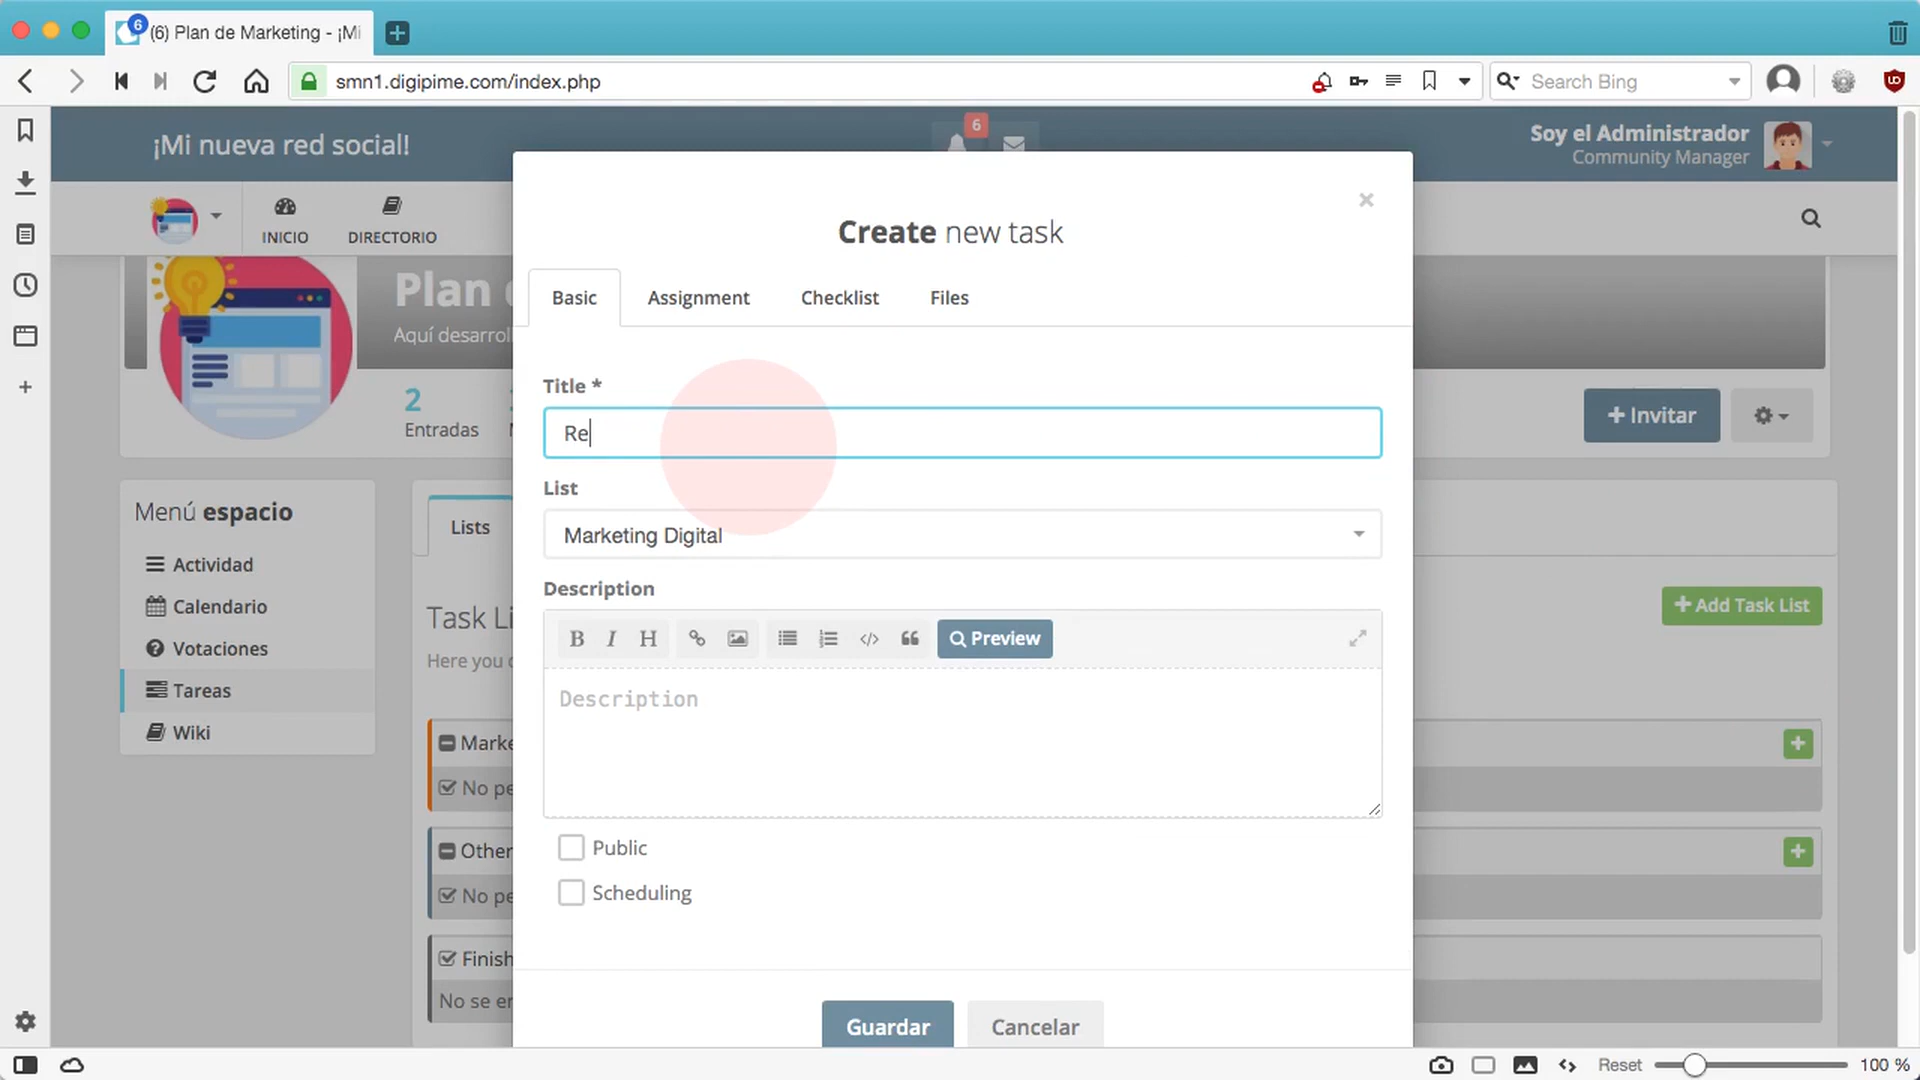 6
(6) Plan de Marketing - ¡Mi
smn1.digipime.com/index.php
Search Bing
¡Mi nueva red social!
6
Soy el Administrador
Community Manager
INICIO
DIRECTORIO
Create new task
Basic
Assignment
Checklist
Files
Plan
Aquí desarroll
2
Entradas
Invitar
Title *
Re
List
Marketing Digital
Description
Preview
Description
Public
Scheduling
Guardar
Cancelar
Menú espacio
Actividad
Calendario
Votaciones
Tareas
Wiki
Lists
Task Li
Here you c
Add Task List
Marke
No pe
Other
No pe
Finish
No se en
Reset
100 %